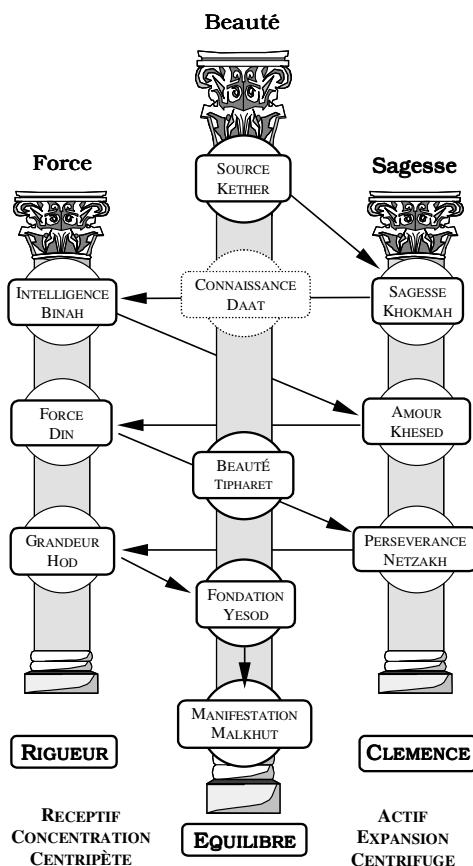 Beauté
Force
Sagesse
SOURCE
KETHER
CONNAISSANCE
DAAT
INTELLIGENCE
BINAH
SAGESSE
KHOKMAH
FORCE
DIN
AMOUR
KHESED
BEAUTÉ
TIPHARET
GRANDEUR
HOD
PERSEVERANCE
NETZAKH
FONDATION
YESOD
MANIFESTATION
MALKHUT
RIGUEUR
CLEMENCE
RECEPTIF
CONCENTRATION
CENTRIPÈTE
EQUILIBRE
ACTIF
EXPANSION
CENTRIFUGE